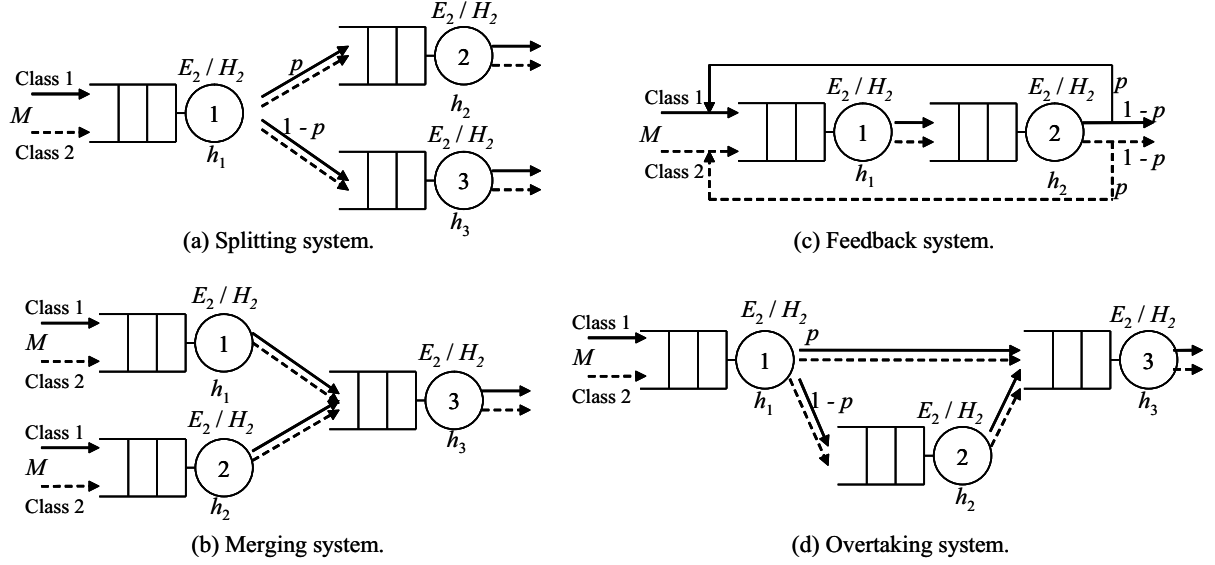 E₂ / H₂
2
h₂
Class 1
M
Class 2
E₂ / H₂
1
h₁
p
1 - p
E₂ / H₂
3
h₃
(a) Splitting system.
Class 1
M
Class 2
E₂ / H₂
1
h₁
E₂ / H₂
2
h₂
p
1 - p
1 - p
p
(c) Feedback system.
Class 1
M
Class 2
E₂ / H₂
1
h₁
Class 1
M
Class 2
E₂ / H₂
2
h₂
E₂ / H₂
3
h₃
(b) Merging system.
Class 1
M
Class 2
E₂ / H₂
1
h₁
p
1 - p
E₂ / H₂
2
h₂
E₂ / H₂
3
h₃
(d) Overtaking system.